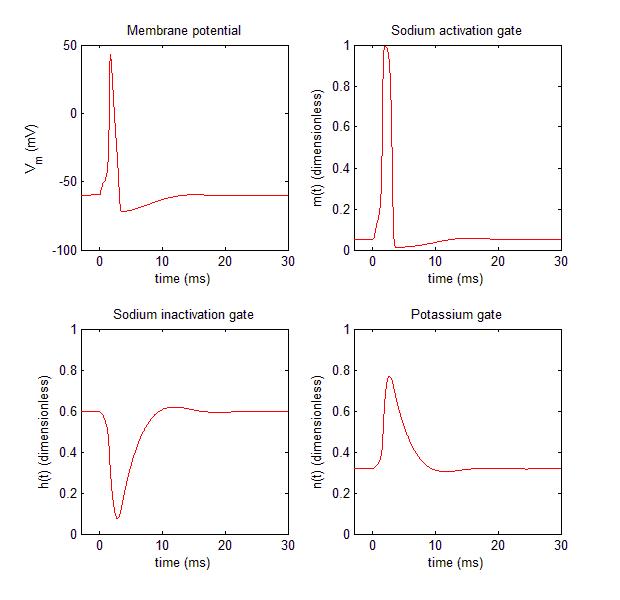 Membrane potential
50
0
-50
-100
V_m (mV)
0 10 20 30
time (ms)
Sodium activation gate
1
0.8
0.6
0.4
0.2
0
m(t) (dimensionless)
0 10 20 30
time (ms)
Sodium inactivation gate
1
0.8
0.6
0.4
0.2
0
h(t) (dimensionless)
0 10 20 30
time (ms)
Potassium gate
1
0.8
0.6
0.4
0.2
0
n(t) (dimensionless)
0 10 20 30
time (ms)